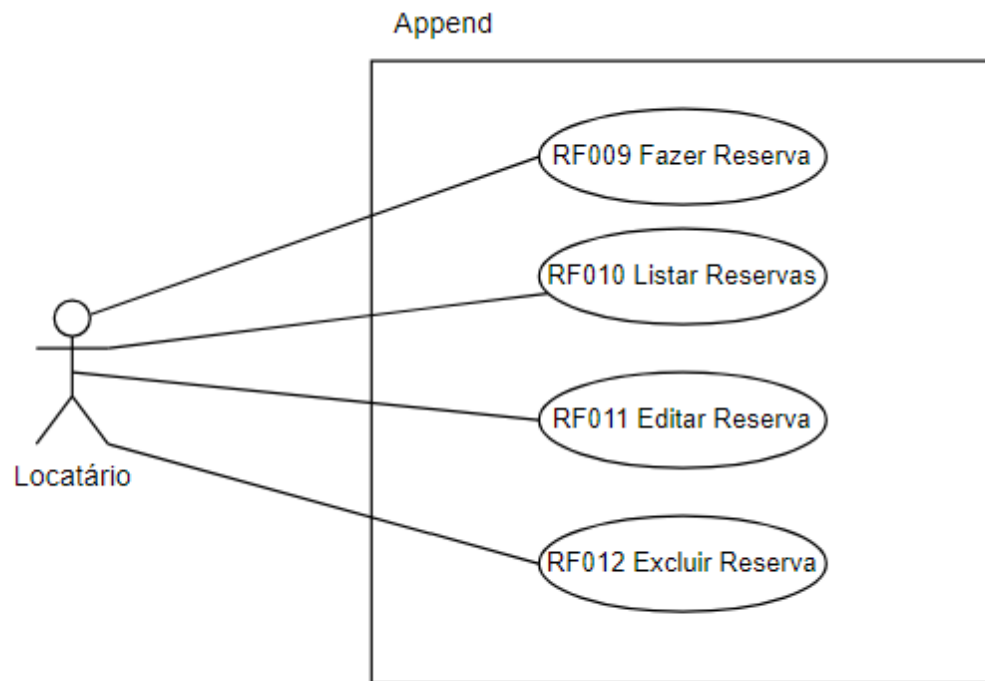 Append
RF009 Fazer Reserva
RF010 Listar Reservas
RF011 Editar Reserva
Locatário
RF012 Excluir Reserva